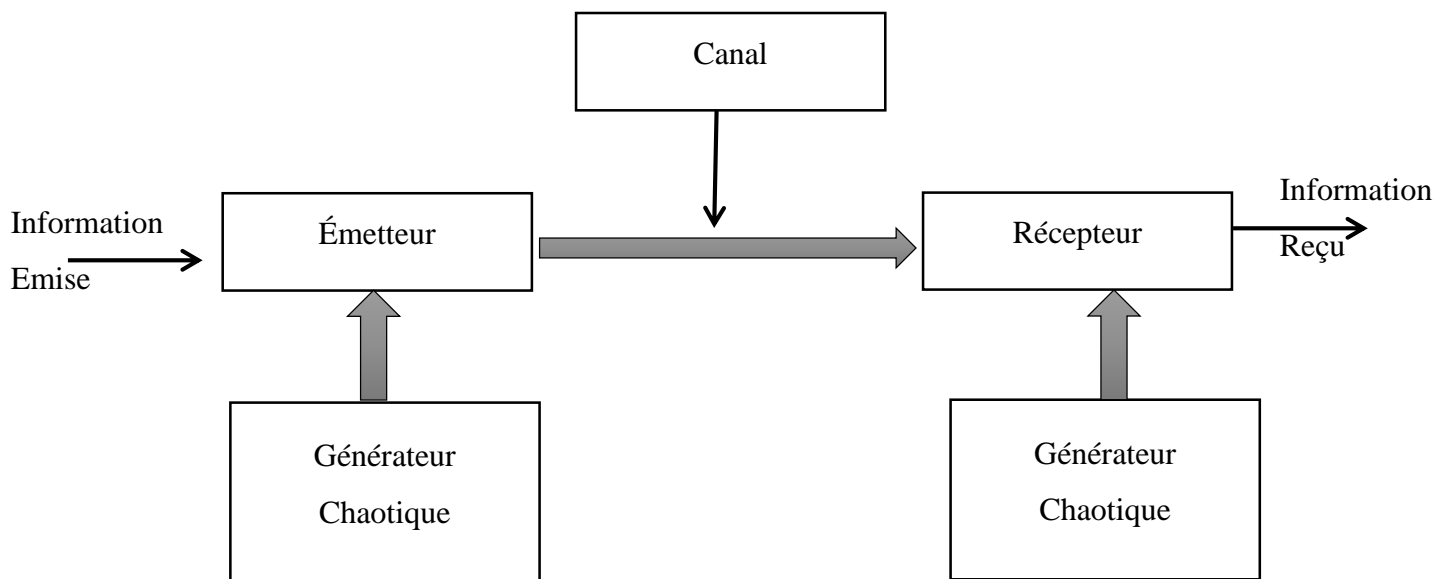 Canal
Information
Emise
Émetteur
Récepteur
Information
Reçu
Générateur
Chaotique
Générateur
Chaotique